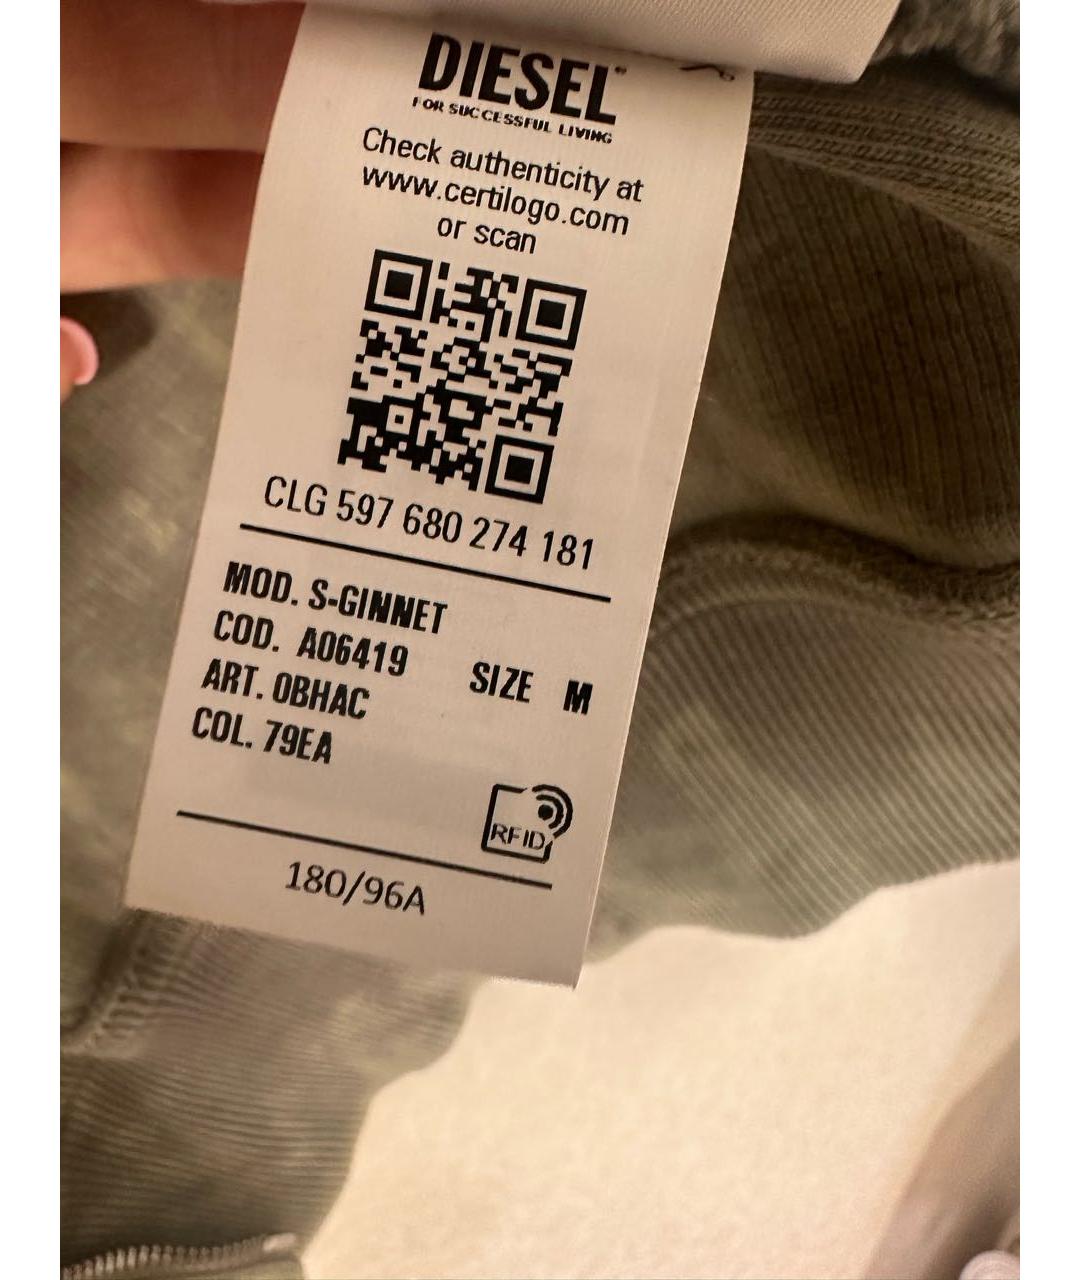 DIESEL
FOR SUCCESSFUL LIVING
Check authenticity at
www.certilogo.com
or scan
CLG 597 680 274 181
MOD. S-GINNET
COD. A06419
SIZE M
ART. 0BHAC
COL. 79EA
RFID
180/96A